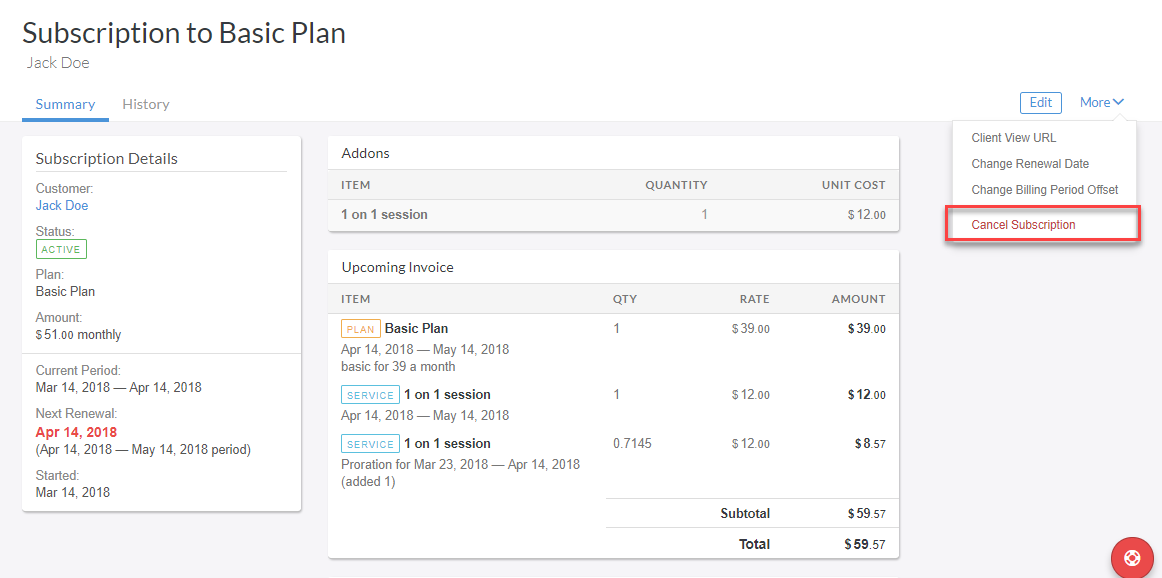 Subscription to Basic Plan
Jack Doe
Summary History
Edit More
Client View URL
Change Renewal Date
Change Billing Period Offset
Cancel Subscription
Subscription Details
Customer:
Jack Doe
Status:
ACTIVE
Plan:
Basic Plan
Amount:
$51.00 monthly
Current Period:
Mar 14, 2018 — Apr 14, 2018
Next Renewal:
Apr 14, 2018
(Apr 14, 2018 — May 14, 2018 period)
Started:
Mar 14, 2018
Addons
ITEM QUANTITY UNIT COST
1 on 1 session 1 $12.00
Upcoming Invoice
ITEM QTY RATE AMOUNT
PLAN Basic Plan 1 $39.00 $39.00
Apr 14, 2018 — May 14, 2018
basic for 39 a month
SERVICE 1 on 1 session 1 $12.00 $12.00
Apr 14, 2018 — May 14, 2018
SERVICE 1 on 1 session 0.7145 $12.00 $8.57
Proration for Mar 23, 2018 — Apr 14, 2018
(added 1)
Subtotal $59.57
Total $59.57